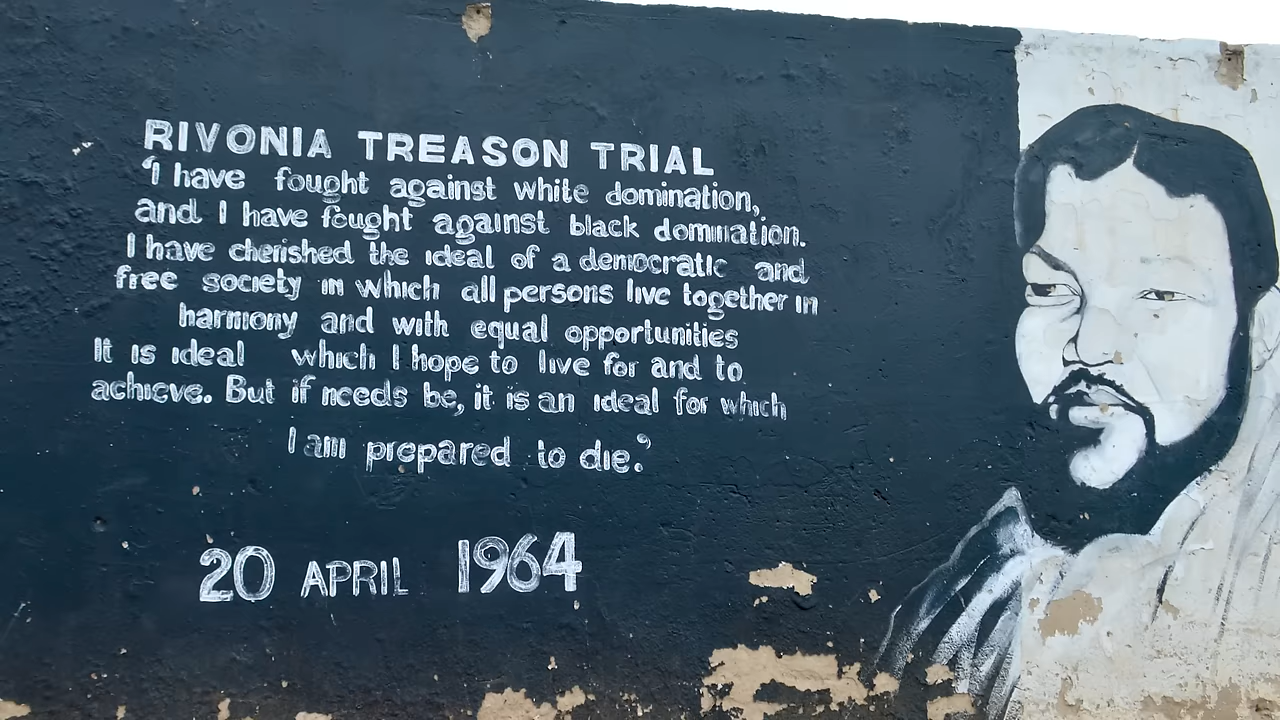 RIVONIA TREASON TRIAL
'I have fought against white domination,
and I have fought against black domination.
I have cherished the ideal of a democratic and
free society in which all persons live together in
harmony and with equal opportunities
It is ideal which I hope to live for and to
achieve. But if needs be, it is an ideal for which
I am prepared to die.'
20 APRIL 1964